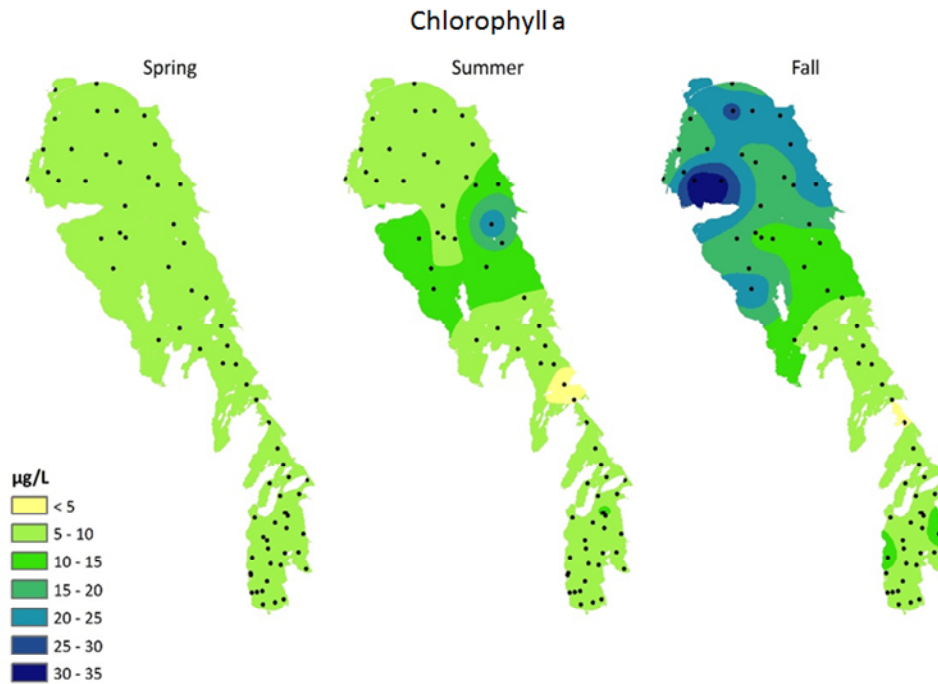 Chlorophyll a
Spring
Summer
Fall
µg/L
< 5
5 - 10
10 - 15
15 - 20
20 - 25
25 - 30
30 - 35